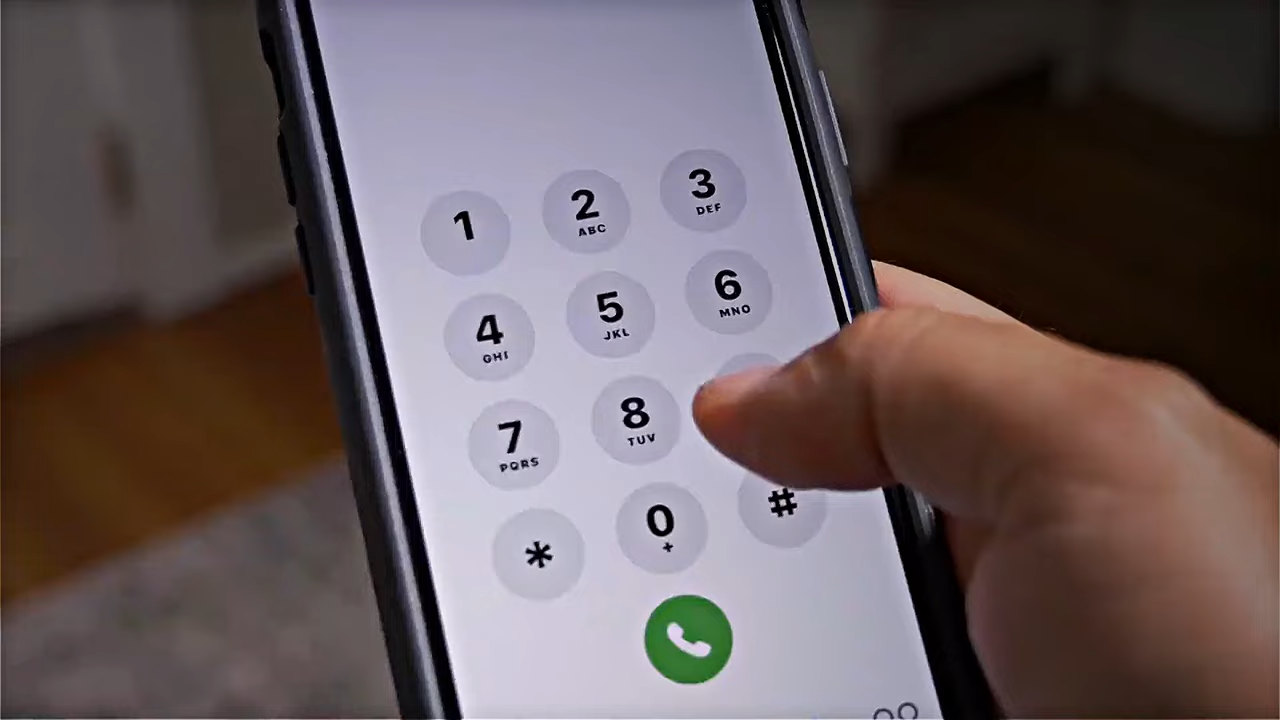 1 2 3
ABC DEF
4 5 6
GHI JKL MNO
7 8
PQRS TUV
* 0 #
+